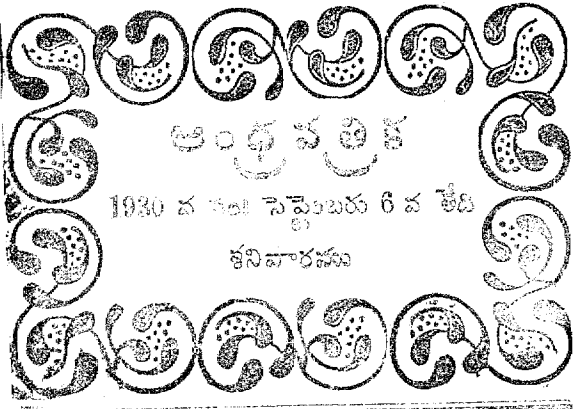 ఆంధ్రపత్రిక
1930 వ సెప్టెంబరు 6 వ తేది
శనివారము